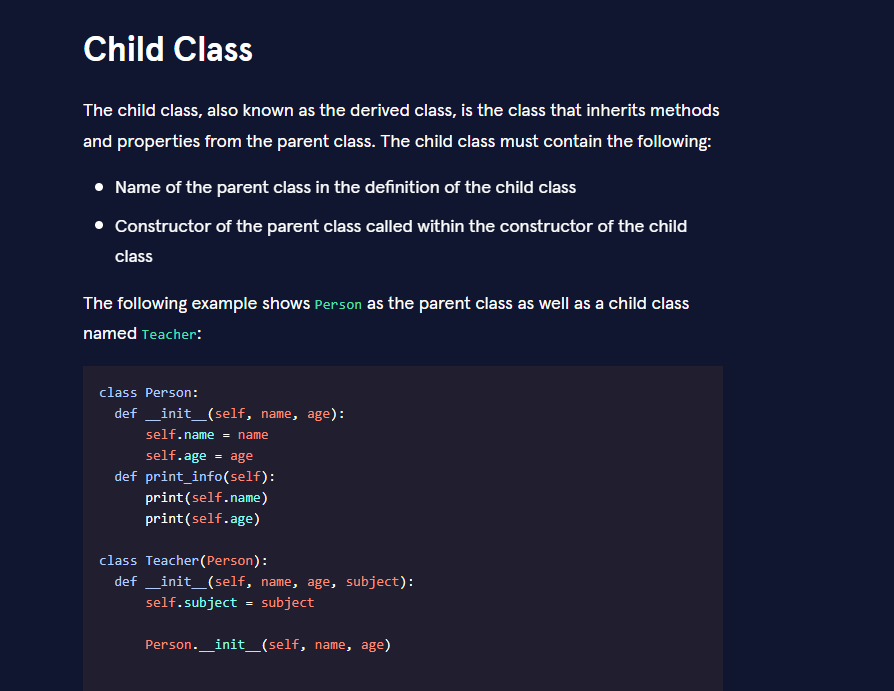 Child Class
The child class, also known as the derived class, is the class that inherits methods
and properties from the parent class. The child class must contain the following:
• Name of the parent class in the definition of the child class
• Constructor of the parent class called within the constructor of the child
class
The following example shows Person as the parent class as well as a child class
named Teacher:
class Person:
  def __init__(self, name, age):
      self.name = name
      self.age = age
  def print_info(self):
      print(self.name)
      print(self.age)

class Teacher(Person):
  def __init__(self, name, age, subject):
      self.subject = subject

      Person.__init__(self, name, age)